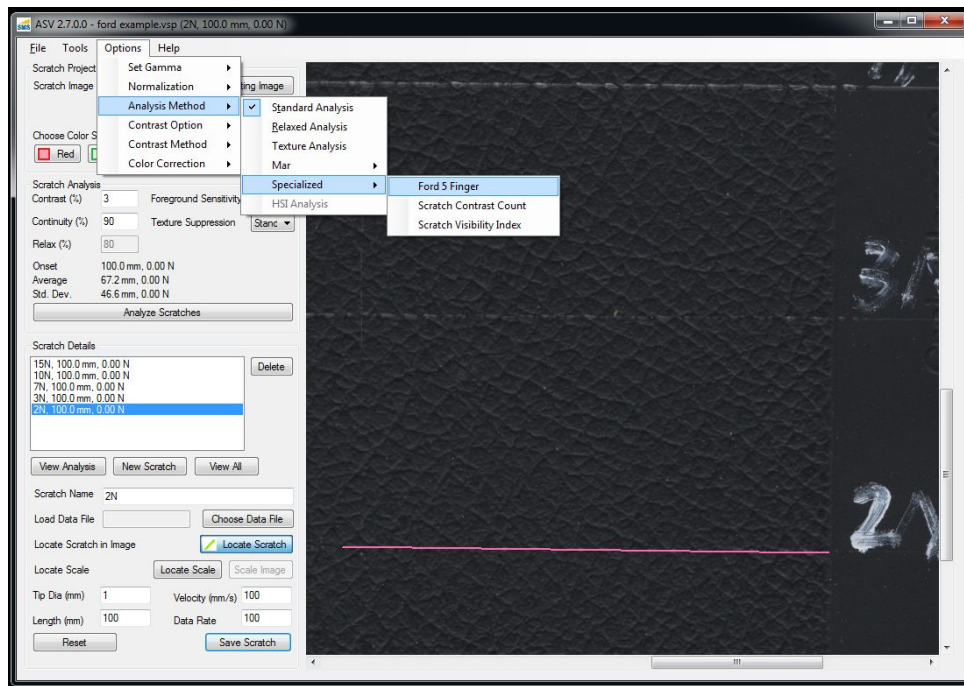 SMS ASV 2.7.0.0 - ford example.vsp (2N, 100.0 mm, 0.00 N)
File Tools Options Help
Scratch Project
Scratch Image
ting Image
Set Gamma
Normalization
Analysis Method
Contrast Option
Contrast Method
Color Correction
Standard Analysis
Relaxed Analysis
Texture Analysis
Mar
Specialized
HSI Analysis
Ford 5 Finger
Scratch Contrast Count
Scratch Visibility Index
Choose Color S
Red
Scratch Analysis
Contrast (%) 3 Foreground Sensitivity
Continuity (%) 90 Texture Suppression Stanc
Relax (%) 80
Onset 100.0 mm, 0.00 N
Average 67.2 mm, 0.00 N
Std. Dev. 46.6 mm, 0.00 N
Analyze Scratches
Scratch Details
15N, 100.0 mm, 0.00 N
10N, 100.0 mm, 0.00 N
7N, 100.0 mm, 0.00 N
3N, 100.0 mm, 0.00 N
2N, 100.0 mm, 0.00 N
Delete
View Analysis New Scratch View All
Scratch Name 2N
Load Data File Choose Data File
Locate Scratch in Image Locate Scratch
Locate Scale Locate Scale Scale Image
Tip Dia (mm) 1 Velocity (mm/s) 100
Length (mm) 100 Data Rate 100
Reset Save Scratch
3N
2N